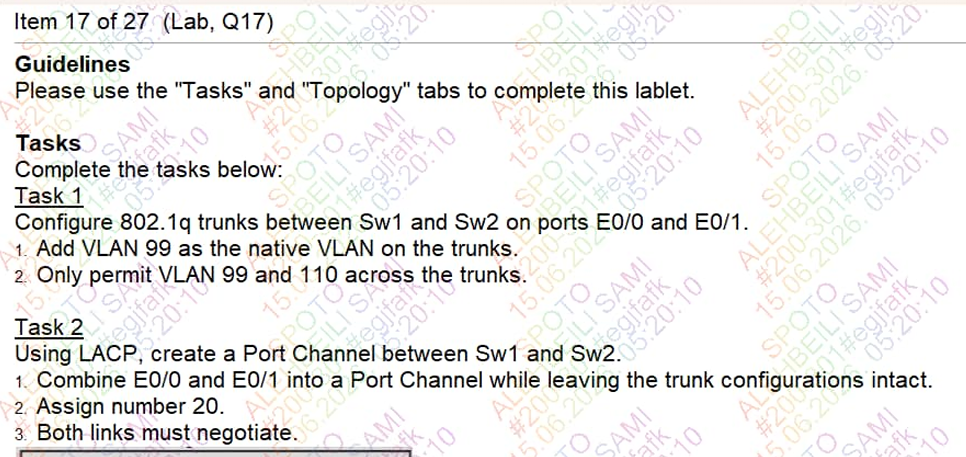 Item 17 of 27 (Lab, Q17)
Guidelines
Please use the "Tasks" and "Topology" tabs to complete this lablet.
Tasks
Complete the tasks below:
Task 1
Configure 802.1q trunks between Sw1 and Sw2 on ports E0/0 and E0/1.
1. Add VLAN 99 as the native VLAN on the trunks.
2. Only permit VLAN 99 and 110 across the trunks.
Task 2
Using LACP, create a Port Channel between Sw1 and Sw2.
1. Combine E0/0 and E0/1 into a Port Channel while leaving the trunk configurations intact.
2. Assign number 20.
3. Both links must negotiate.